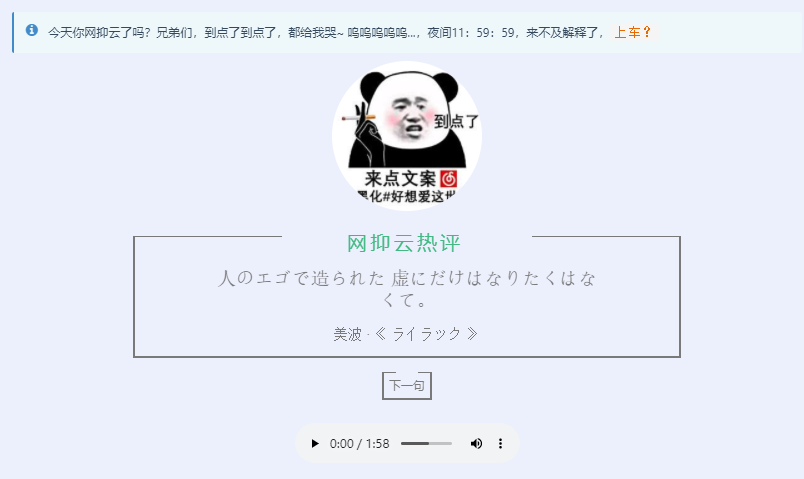 今天你网抑云了吗？兄弟们，到点了到点了，都给我哭~ 呜呜呜呜呜...，夜间11：59：59，来不及解释了， 上车？
到点了
来点文案
黑化#好想爱这世
网抑云热评
人のエゴで造られた 虚にだけはなりたくはな
くて。
美波 ·《 ライラック 》
下一句
0:00 / 1:58